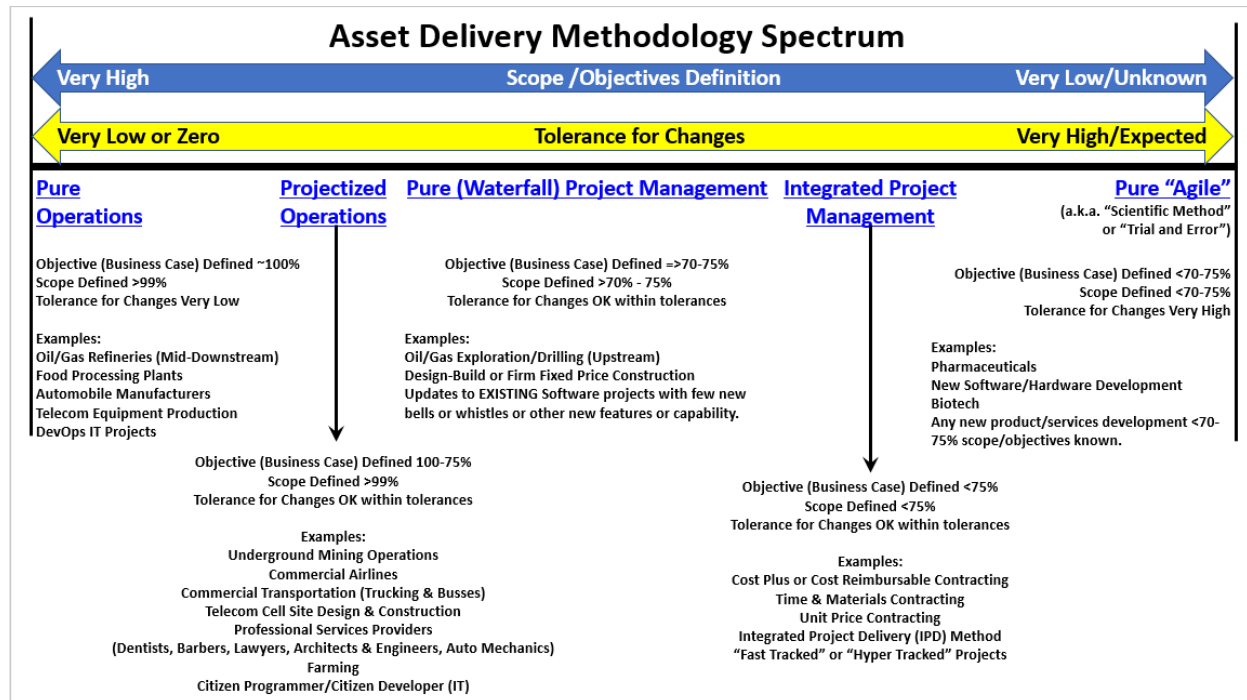 Asset Delivery Methodology Spectrum
Very High Scope /Objectives Definition Very Low/Unknown
Very Low or Zero Tolerance for Changes Very High/Expected
Pure
Operations
Objective (Business Case) Defined ~100%
Scope Defined >99%
Tolerance for Changes Very Low
Examples:
Oil/Gas Refineries (Mid-Downstream)
Food Processing Plants
Automobile Manufacturers
Telecom Equipment Production
DevOps IT Projects
Projectized
Operations
Objective (Business Case) Defined 100-75%
Scope Defined >99%
Tolerance for Changes OK within tolerances
Examples:
Underground Mining Operations
Commercial Airlines
Commercial Transportation (Trucking & Busses)
Telecom Cell Site Design & Construction
Professional Services Providers
(Dentists, Barbers, Lawyers, Architects & Engineers, Auto Mechanics)
Farming
Citizen Programmer/Citizen Developer (IT)
Pure (Waterfall) Project Management
Objective (Business Case) Defined =>70-75%
Scope Defined >70% - 75%
Tolerance for Changes OK within tolerances
Examples:
Oil/Gas Exploration/Drilling (Upstream)
Design-Build or Firm Fixed Price Construction
Updates to EXISTING Software projects with few new
bells or whistles or other new features or capability.
Integrated Project
Management
Objective (Business Case) Defined <75%
Scope Defined <75%
Tolerance for Changes OK within tolerances
Examples:
Cost Plus or Cost Reimbursable Contracting
Time & Materials Contracting
Unit Price Contracting
Integrated Project Delivery (IPD) Method
“Fast Tracked” or “Hyper Tracked” Projects
Pure “Agile”
(a.k.a. “Scientific Method”
or “Trial and Error”)
Objective (Business Case) Defined <70-75%
Scope Defined <70-75%
Tolerance for Changes Very High
Examples:
Pharmaceuticals
New Software/Hardware Development
Biotech
Any new product/services development <70-
75% scope/objectives known.